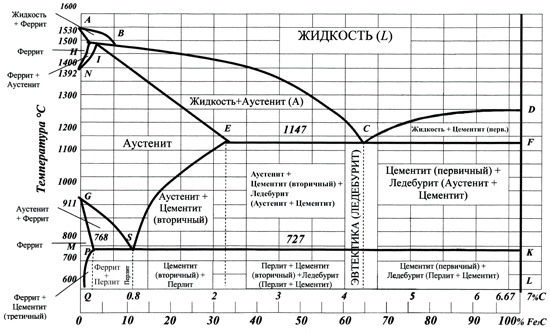 1600
Жидкость
+ Феррит
A
1530
B
ЖИДКОСТЬ (L)
1500
Феррит
H
I
1400
N
1392
Феррит +
Аустенит
1300
Жидкость+Аустенит (А)
D
1200
Жидкость + Цементит (перв.)
E
1147
C
F
1100
Аустенит
Температура °С
Аустенит +
Цементит
(вторичный)
Аустенит +
Цементит (вторичный) +
Ледебурит
(Аустенит + Цементит)
ЭВТЕКТИКА (ЛЕДЕБУРИТ)
Цементит (первичный) +
Ледебурит (Аустенит +
Цементит)
1000
G
911
Аустенит
+ Феррит
800
768
S
727
Феррит
M
P
K
700
Феррит
+
Перлит
Перлит
Цементит
(вторичный) +
Перлит
Перлит + Цементит
(вторичный) +Ледебурит
(Перлит + Цементит)
Цементит (первичный) +
Ледебурит (Перлит + Цементит)
600
L
Q
Феррит +
Цементит
(третичный)
0.8
2
3
4
5
6
6.67
7%C
0
10
20
30
40
50
60
70
80
90
100% Fe₃C